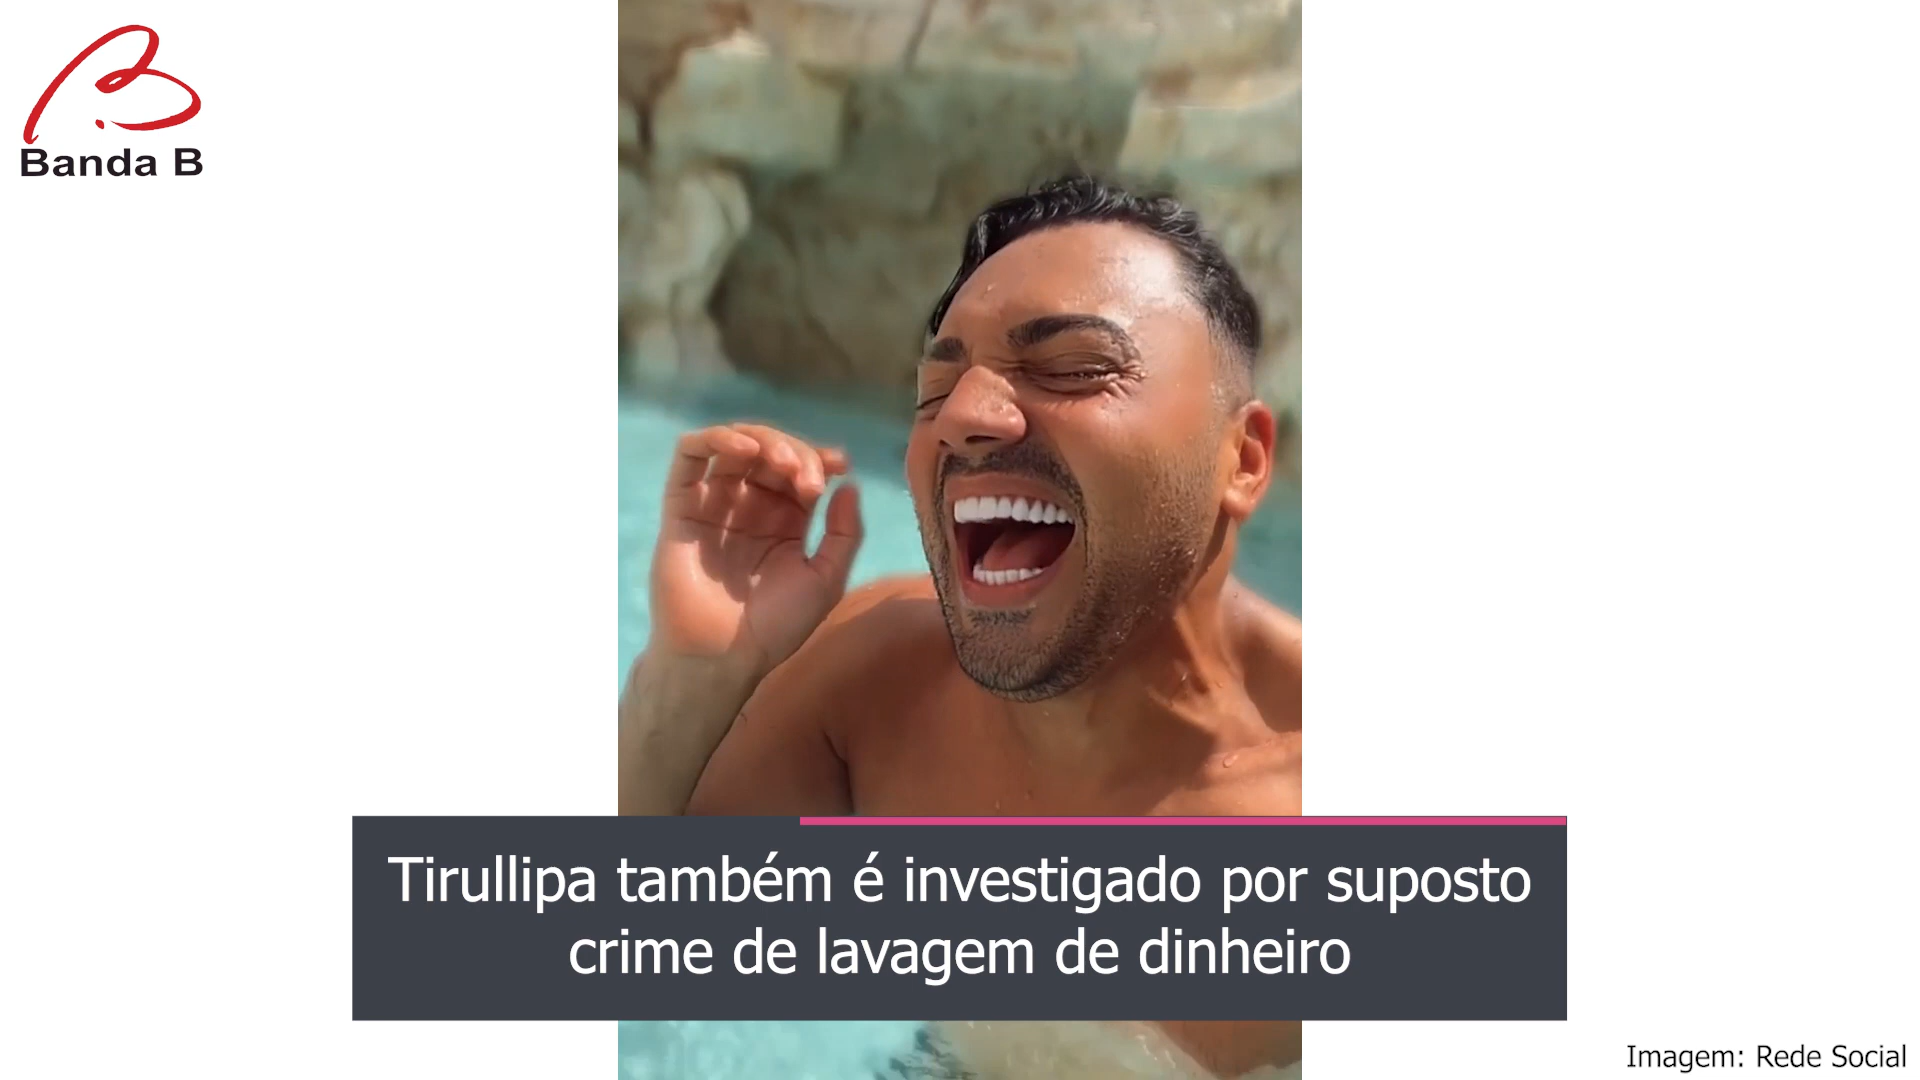 Banda B
Tirullipa também é investigado por suposto
crime de lavagem de dinheiro
Imagem: Rede Social